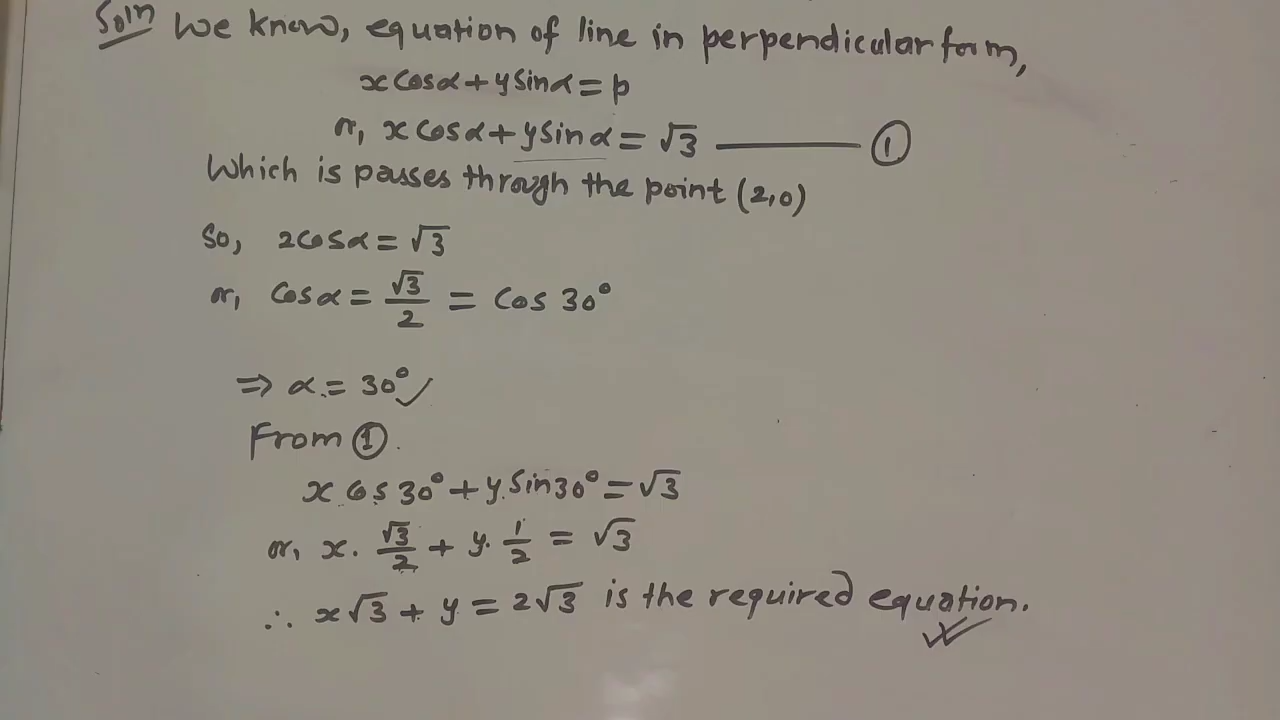 Soln We know, equation of line in perpendicular form,
x cosα + y sinα = p
or, x cosα + y sinα = √3 ——— ①
Which is passes through the point (2,0)
So, 2cosα = √3
or, cosα = √3/2 = cos 30°
⇒ α = 30° ✓
From ①.
x cos 30° + y. sin30° = √3
or, x. √3/2 + y. 1/2 = √3
∴ x√3 + y = 2√3 is the required equation.